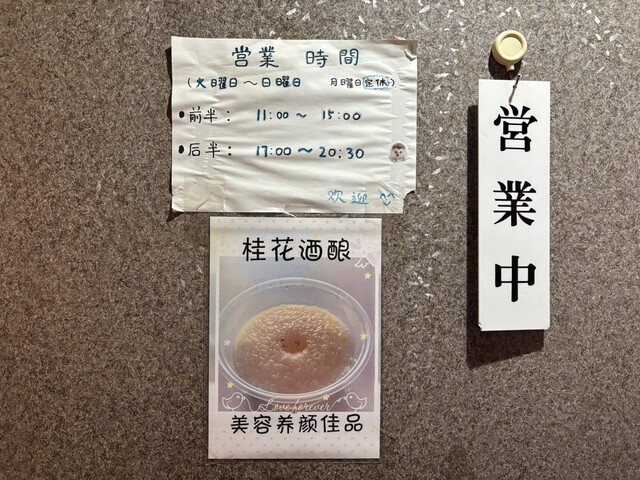 営業 時間
(火曜日～日曜日 月曜日定休)
•前半： 11:00～ 15:00
•后半： 17:00～20:30
欢迎
桂花酒酿
Love forever
美容养颜佳品
営業中